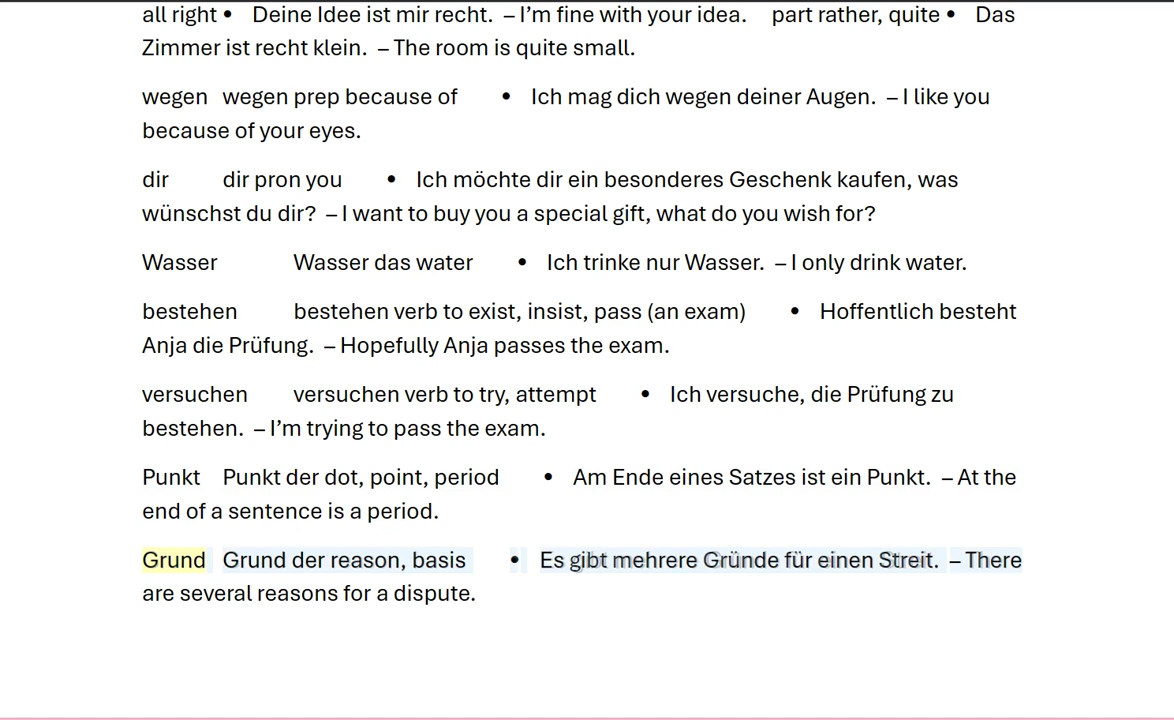 all right • Deine Idee ist mir recht. – I’m fine with your idea. part rather, quite • Das
Zimmer ist recht klein. – The room is quite small.
wegen wegen prep because of • Ich mag dich wegen deiner Augen. – I like you
because of your eyes.
dir dir pron you • Ich möchte dir ein besonderes Geschenk kaufen, was
wünschst du dir? – I want to buy you a special gift, what do you wish for?
Wasser Wasser das water • Ich trinke nur Wasser. – I only drink water.
bestehen bestehen verb to exist, insist, pass (an exam) • Hoffentlich besteht
Anja die Prüfung. – Hopefully Anja passes the exam.
versuchen versuchen verb to try, attempt • Ich versuche, die Prüfung zu
bestehen. – I’m trying to pass the exam.
Punkt Punkt der dot, point, period • Am Ende eines Satzes ist ein Punkt. – At the
end of a sentence is a period.
Grund Grund der reason, basis • Es gibt mehrere Gründe für einen Streit. – There
are several reasons for a dispute.